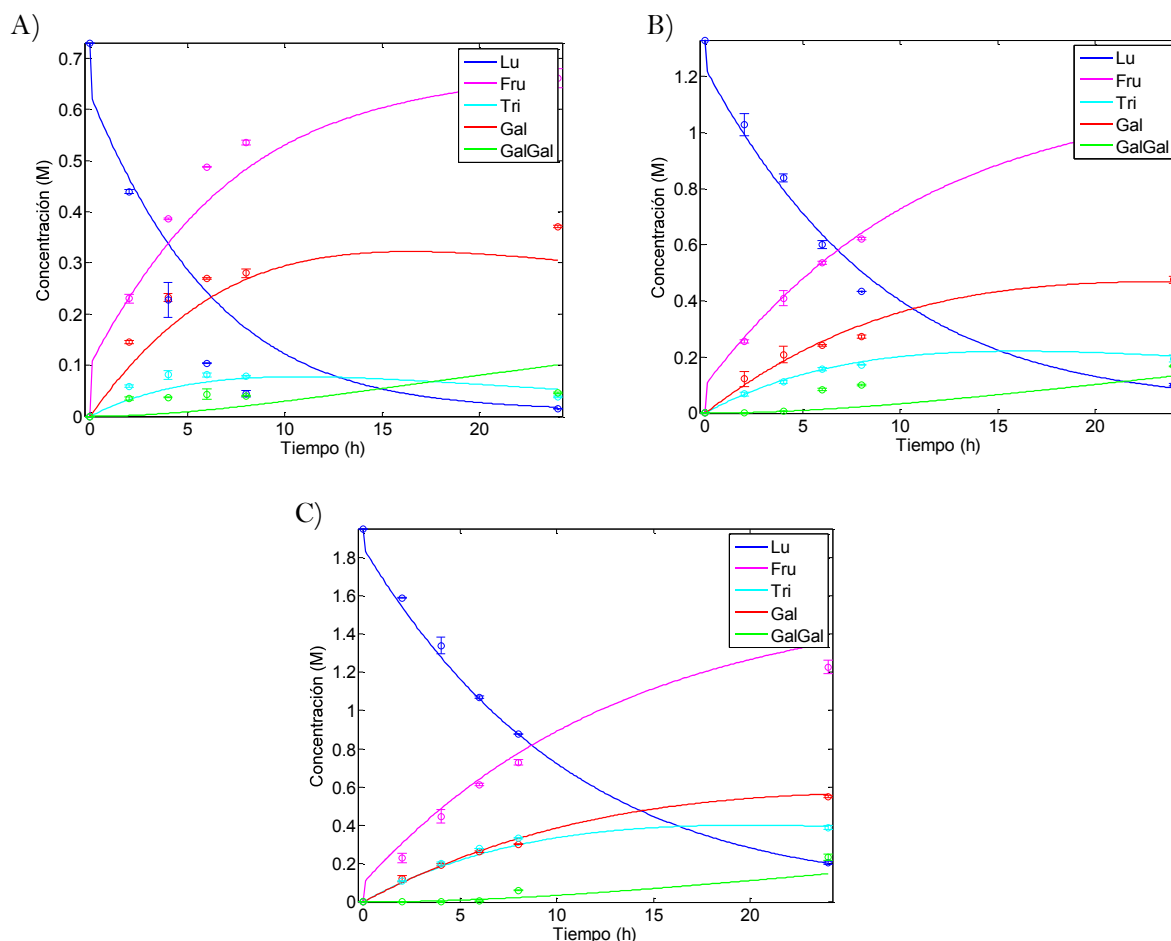 A)
Concentración (M)
0.7
0.6
0.5
0.4
0.3
0.2
0.1
0
0 5 10 15 20
Tiempo (h)
Lu
Fru
Tri
Gal
GalGal
B)
Concentración (M)
1.2
1
0.8
0.6
0.4
0.2
0
0 5 10 15 20
Tiempo (h)
Lu
Fru
Tri
Gal
GalGal
C)
Concentración (M)
1.8
1.6
1.4
1.2
1
0.8
0.6
0.4
0.2
0
0 5 10 15 20
Tiempo (h)
Lu
Fru
Tri
Gal
GalGal